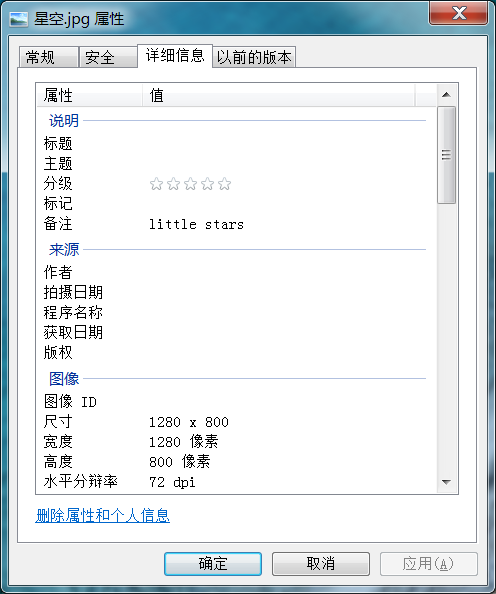 星空.jpg 属性
常规 安全 详细信息 以前的版本
属性 值
说明
标题
主题
分级
标记
备注 little stars
来源
作者
拍摄日期
程序名称
获取日期
版权
图像
图像 ID
尺寸 1280 x 800
宽度 1280 像素
高度 800 像素
水平分辩率 72 dpi
删除属性和个人信息
确定 取消 应用(A)